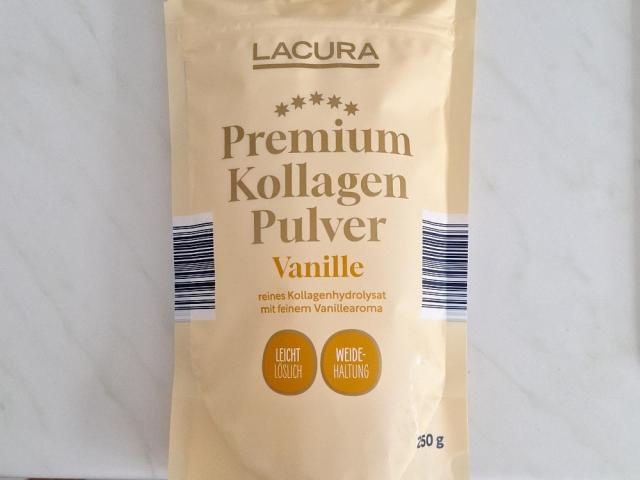 LACURA
Premium
Kollagen
Pulver
Vanille
reines Kollagenhydrolysat
mit feinem Vanillearoma
LEICHT
LÖSLICH
WEIDE-
HALTUNG
250 g